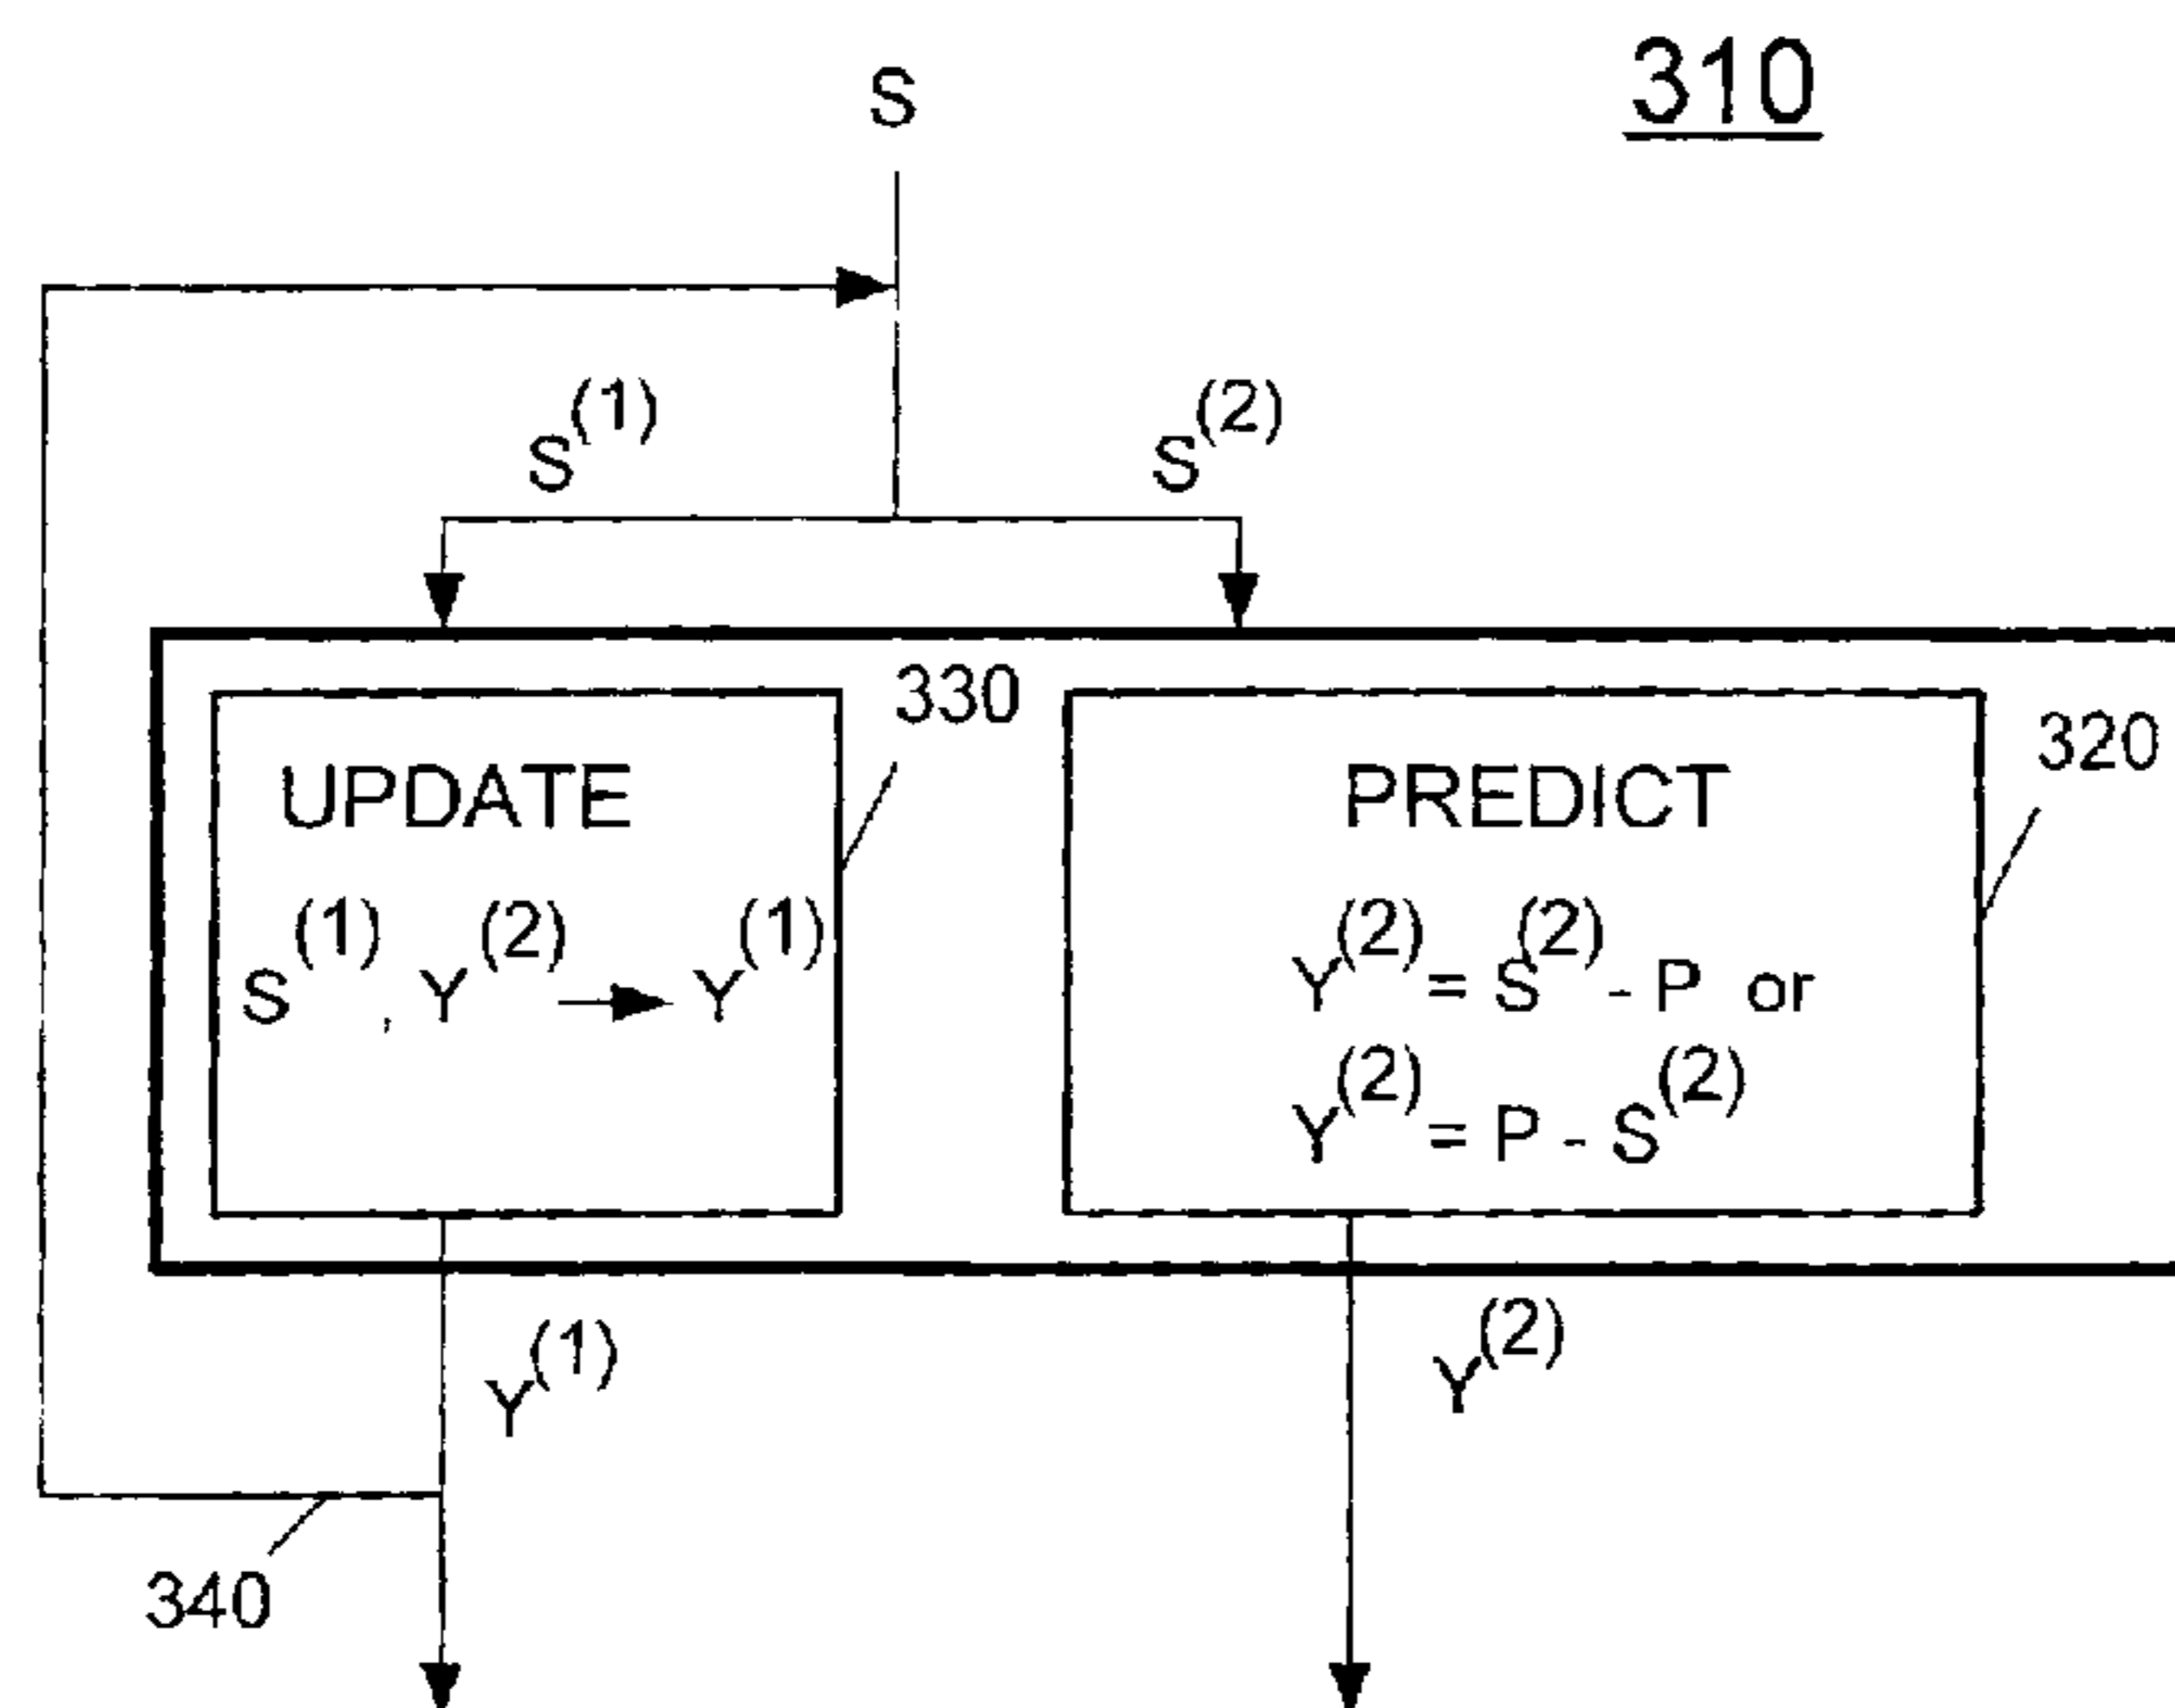 310
S
S(1)
S(2)
330
320
UPDATE
S(1), Y(2) → Y(1)
PREDICT
Y(2) = S(2) - P or
Y(2) = P - S(2)
Y(1)
Y(2)
340